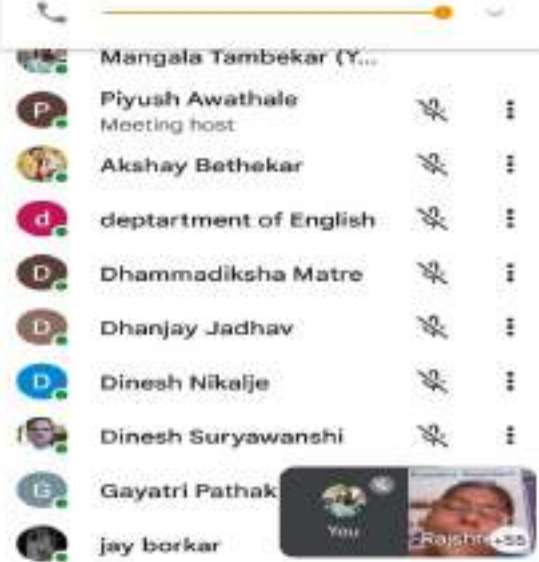 Mangala Tambekar (Y...
P
Piyush Awathale
Meeting host
Akshay Bethekar
d
deptartment of English
D
Dhammadiksha Matre
D
Dhanjay Jadhav
D
Dinesh Nikalje
Dinesh Suryawanshi
G
Gayatri Pathak
jay borkar
You
Rajshr
+55